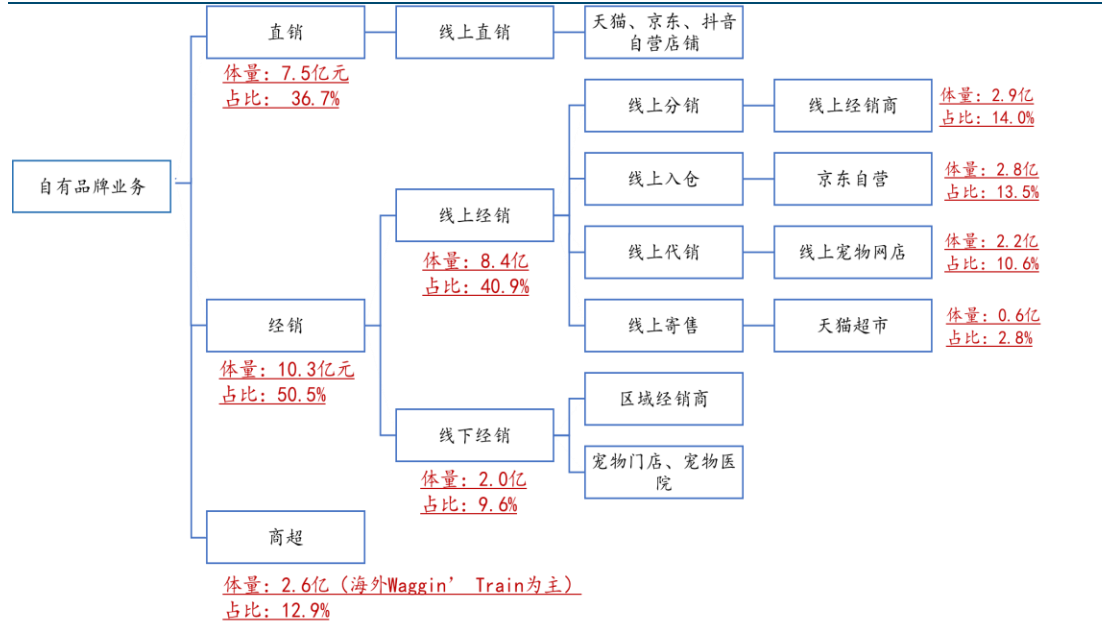 直销
线上直销
天猫、京东、抖音
自营店铺
体量：7.5亿元
占比： 36.7%
线上分销
线上经销商
体量：2.9亿
占比：14.0%
自有品牌业务
线上入仓
京东自营
体量：2.8亿
占比：13.5%
线上经销
体量：8.4亿
占比：40.9%
线上代销
线上宠物网店
体量：2.2亿
占比：10.6%
经销
体量：10.3亿元
占比：50.5%
线上寄售
天猫超市
体量：0.6亿
占比：2.8%
区域经销商
线下经销
体量：2.0亿
占比：9.6%
宠物门店、宠物医
院
商超
体量：2.6亿（海外Waggin’ Train为主）
占比：12.9%